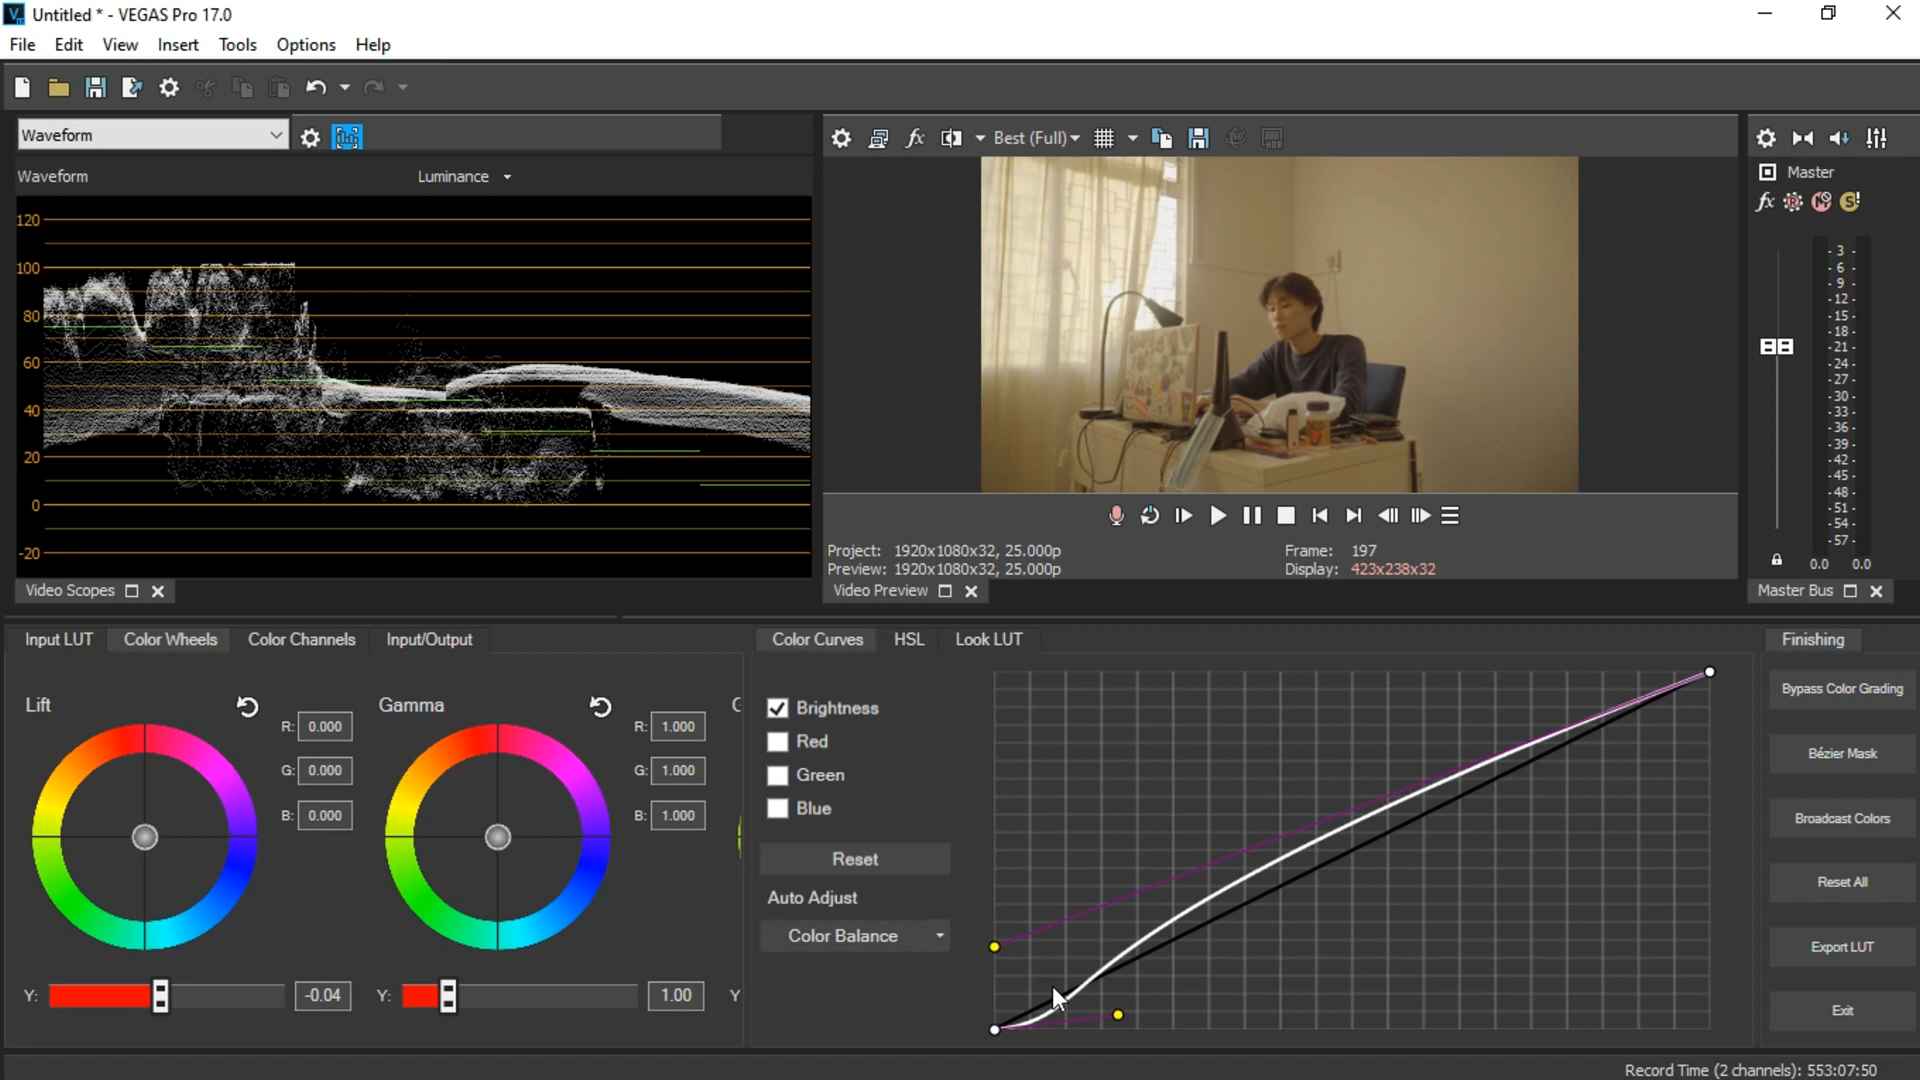 Untitled * - VEGAS Pro 17.0
File Edit View Insert Tools Options Help
Waveform
Best (Full)
Waveform Luminance
Master
120
100
80
60
40
20
0
-20
- 3 -
- 6 -
- 9 -
-12-
-15-
-18-
-21-
-24-
-27-
-30-
-33-
-36-
-39-
-42-
-45-
-48-
-51-
-54-
-57-
0.0 0.0
Project: 1920x1080x32, 25.000p Frame: 197
Preview: 1920x1080x32, 25.000p Display: 423x238x32
Video Scopes Video Preview Master Bus
Input LUT Color Wheels Color Channels Input/Output Color Curves HSL Look LUT Finishing
Lift
R: 0.000
G: 0.000
B: 0.000
Y: -0.04
Gamma
R: 1.000
G: 1.000
B: 1.000
Y: 1.00
Y
Brightness
Red
Green
Blue
Reset
Auto Adjust
Color Balance
Bypass Color Grading
Bézier Mask
Broadcast Colors
Reset All
Export LUT
Exit
Record Time (2 channels): 553:07:50